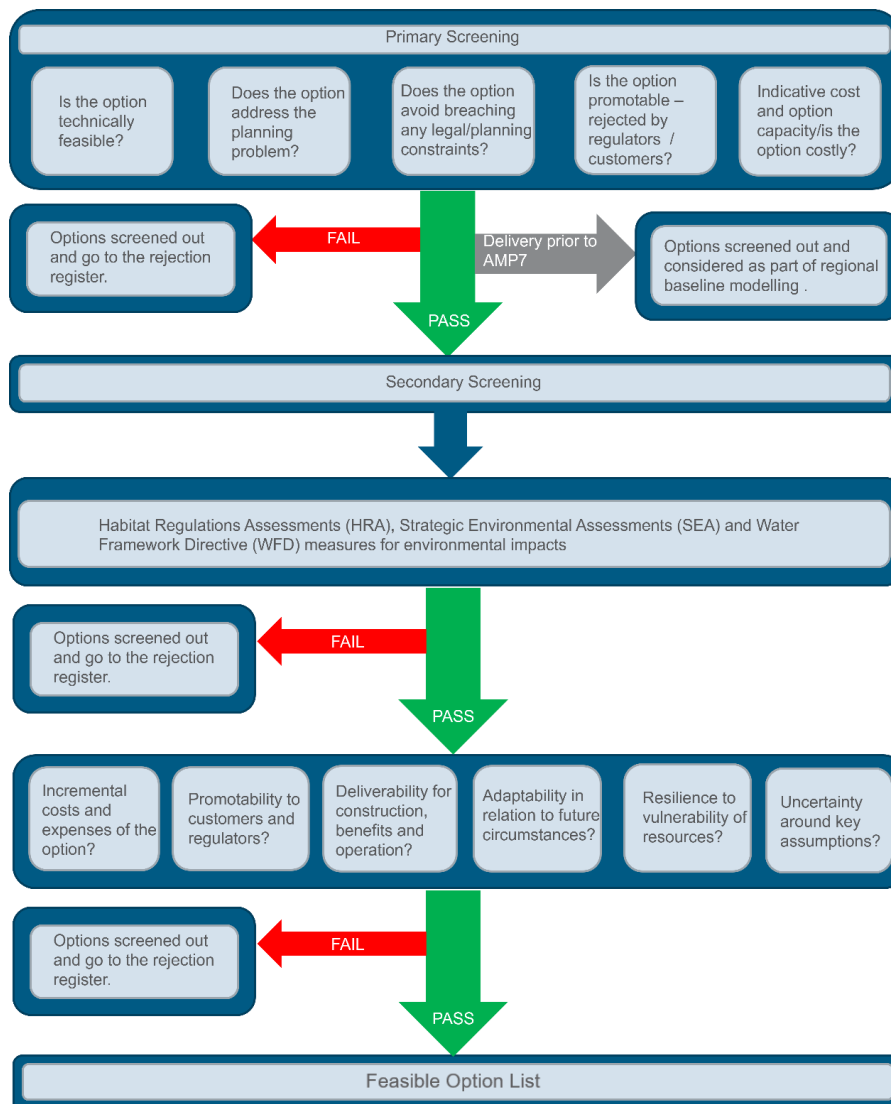 Primary Screening
Is the option
technically
feasible?
Does the option
address the
planning
problem?
Does the option
avoid breaching
any legal/planning
constraints?
Is the option
promotable –
rejected by
regulators /
customers?
Indicative cost
and option
capacity/is the
option costly?
Options screened out
and go to the rejection
register.
FAIL
Delivery prior to
AMP7
Options screened out and
considered as part of regional
baseline modelling .
PASS
Secondary Screening
Habitat Regulations Assessments (HRA), Strategic Environmental Assessments (SEA) and Water
Framework Directive (WFD) measures for environmental impacts
Options screened out
and go to the rejection
register.
FAIL
PASS
Incremental
costs and
expenses of the
option?
Promotability to
customers and
regulators?
Deliverability for
construction,
benefits and
operation?
Adaptability in
relation to future
circumstances?
Resilience to
vulnerability of
resources?
Uncertainty
around key
assumptions?
Options screened out
and go to the rejection
register.
FAIL
PASS
Feasible Option List